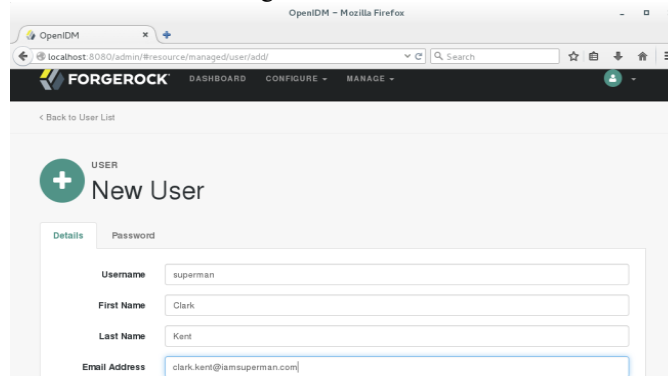 OpenIDM - Mozilla Firefox
OpenIDM
localhost:8080/admin/#resource/managed/user/add/
Search
FORGEROCK DASHBOARD CONFIGURE MANAGE
< Back to User List
USER
New User
Details Password
Username superman
First Name Clark
Last Name Kent
Email Address clark.kent@iamsuperman.com